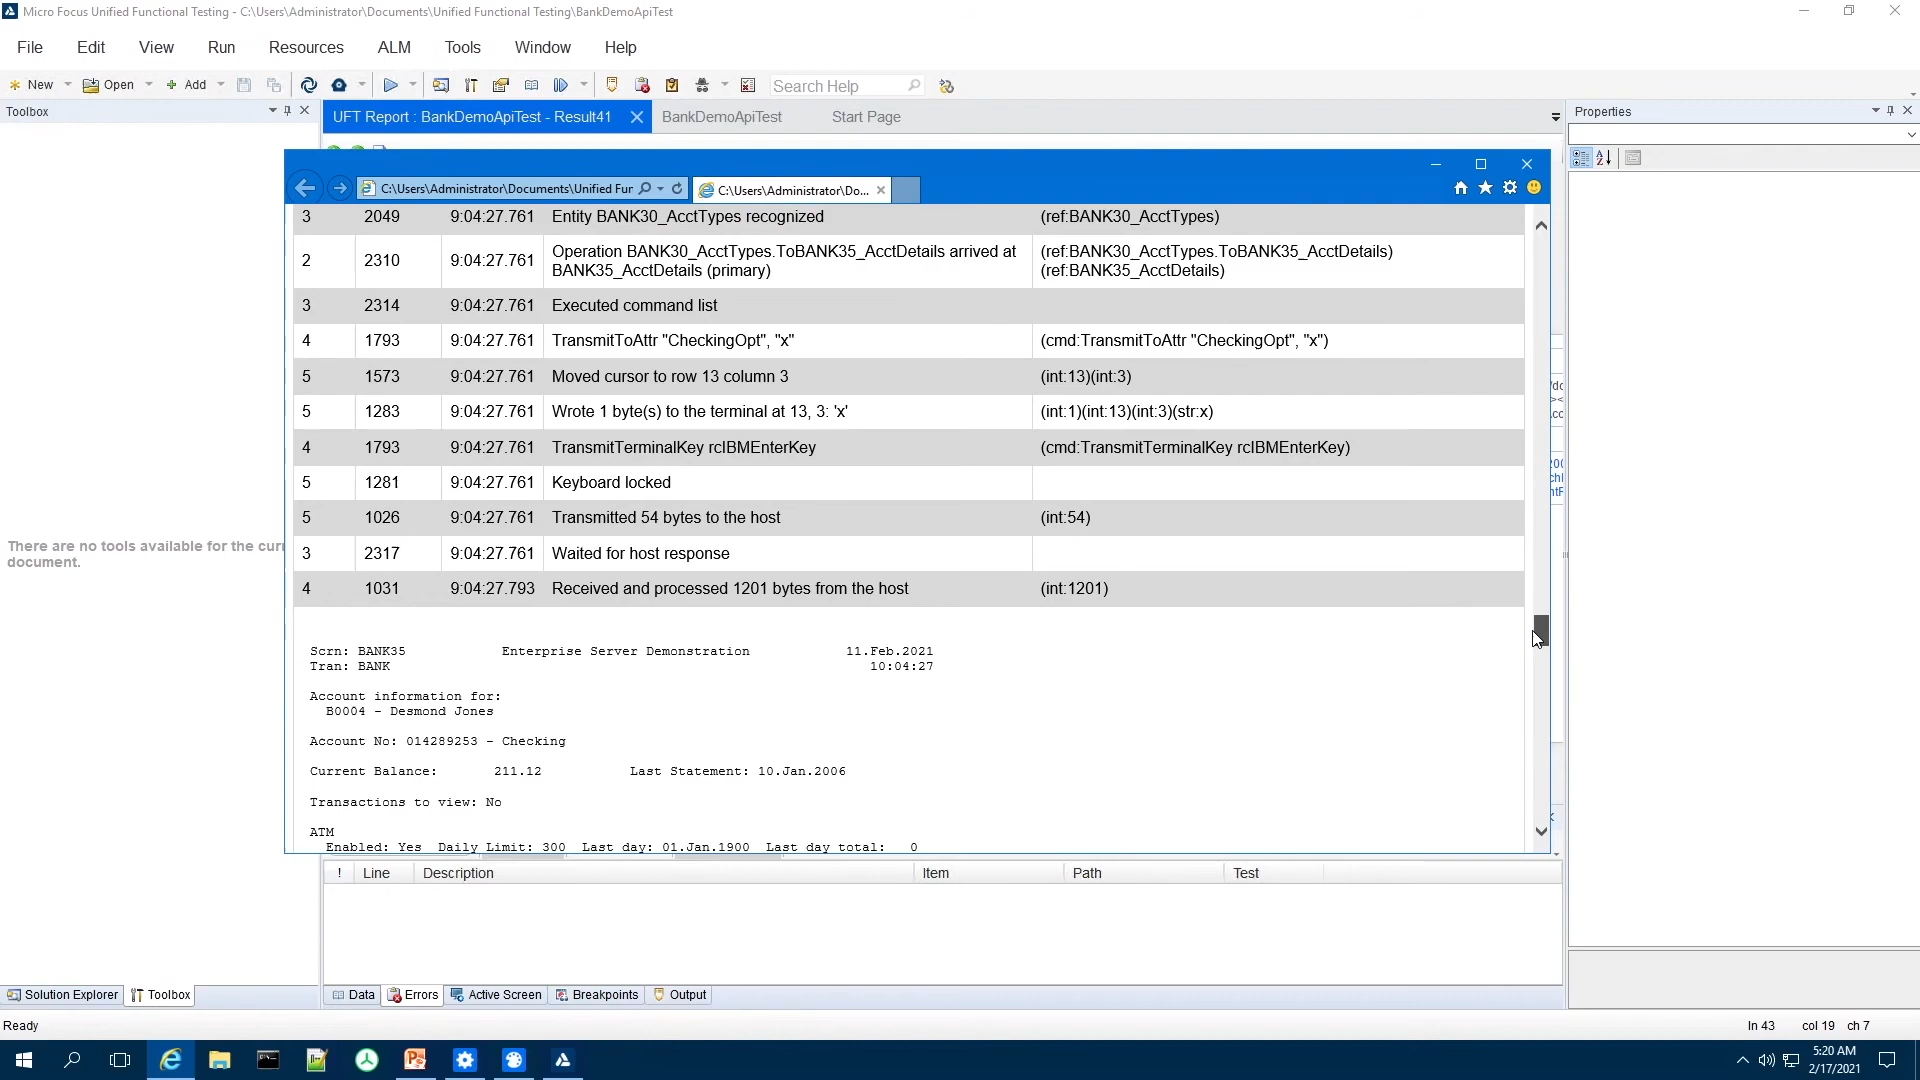 Micro Focus Unified Functional Testing - C:\Users\Administrator\Documents\Unified Functional Testing\BankDemoApiTest
File Edit View Run Resources ALM Tools Window Help
New Open Add Search Help
Toolbox
UFT Report : BankDemoApiTest - Result41 BankDemoApiTest Start Page
Properties
C:\Users\Administrator\Documents\Unified Fur C:\Users\Administrator\Do...
3 2049 9:04:27.761 Entity BANK30_AcctTypes recognized (ref:BANK30_AcctTypes)
2 2310 9:04:27.761 Operation BANK30_AcctTypes.ToBANK35_AcctDetails arrived at BANK35_AcctDetails (primary) (ref:BANK30_AcctTypes.ToBANK35_AcctDetails) (ref:BANK35_AcctDetails)
3 2314 9:04:27.761 Executed command list
4 1793 9:04:27.761 TransmitToAttr "CheckingOpt", "x" (cmd:TransmitToAttr "CheckingOpt", "x")
5 1573 9:04:27.761 Moved cursor to row 13 column 3 (int:13)(int:3)
5 1283 9:04:27.761 Wrote 1 byte(s) to the terminal at 13, 3: 'x' (int:1)(int:13)(int:3)(str:x)
4 1793 9:04:27.761 TransmitTerminalKey rcIBMEnterKey (cmd:TransmitTerminalKey rcIBMEnterKey)
5 1281 9:04:27.761 Keyboard locked
5 1026 9:04:27.761 Transmitted 54 bytes to the host (int:54)
3 2317 9:04:27.761 Waited for host response
4 1031 9:04:27.793 Received and processed 1201 bytes from the host (int:1201)
Scrn: BANK35 Enterprise Server Demonstration 11.Feb.2021
Tran: BANK 10:04:27
Account information for:
B0004 - Desmond Jones
Account No: 014289253 - Checking
Current Balance: 211.12 Last Statement: 10.Jan.2006
Transactions to view: No
ATM
Enabled: Yes Daily Limit: 300 Last day: 01.Jan.1900 Last day total: 0
There are no tools available for the curr
document.
! Line Description Item Path Test
Solution Explorer Toolbox Data Errors Active Screen Breakpoints Output
Ready ln 43 col 19 ch 7
5:20 AM
2/17/2021